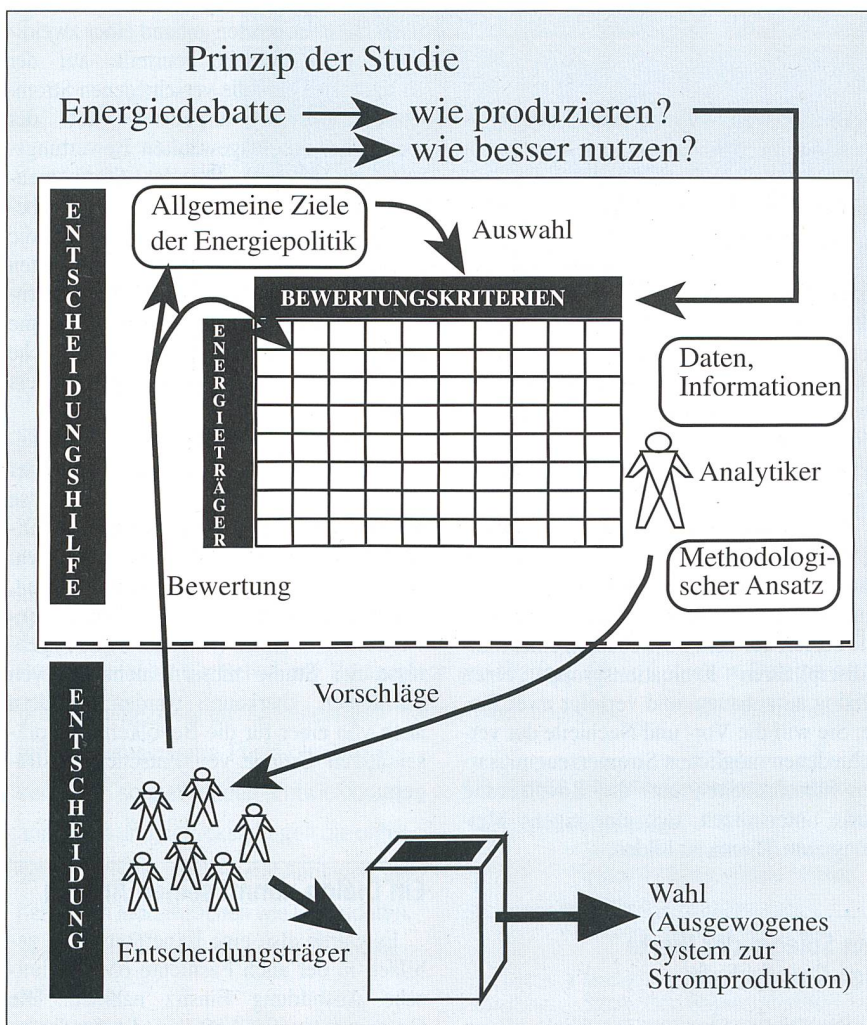 Prinzip der Studie
Energiedebatte
wie produzieren?
wie besser nutzen?
ENTSCHEIDUNGSHILFE
Allgemeine Ziele
der Energiepolitik
Auswahl
BEWERTUNGSKRITERIEN
ENERGIETRÄGER
Daten,
Informationen
Analytiker
Methodologi-
scher Ansatz
Bewertung
ENTSCHEIDUNG
Vorschläge
Entscheidungsträger
Wahl
(Ausgewogenes
System zur
Stromproduktion)